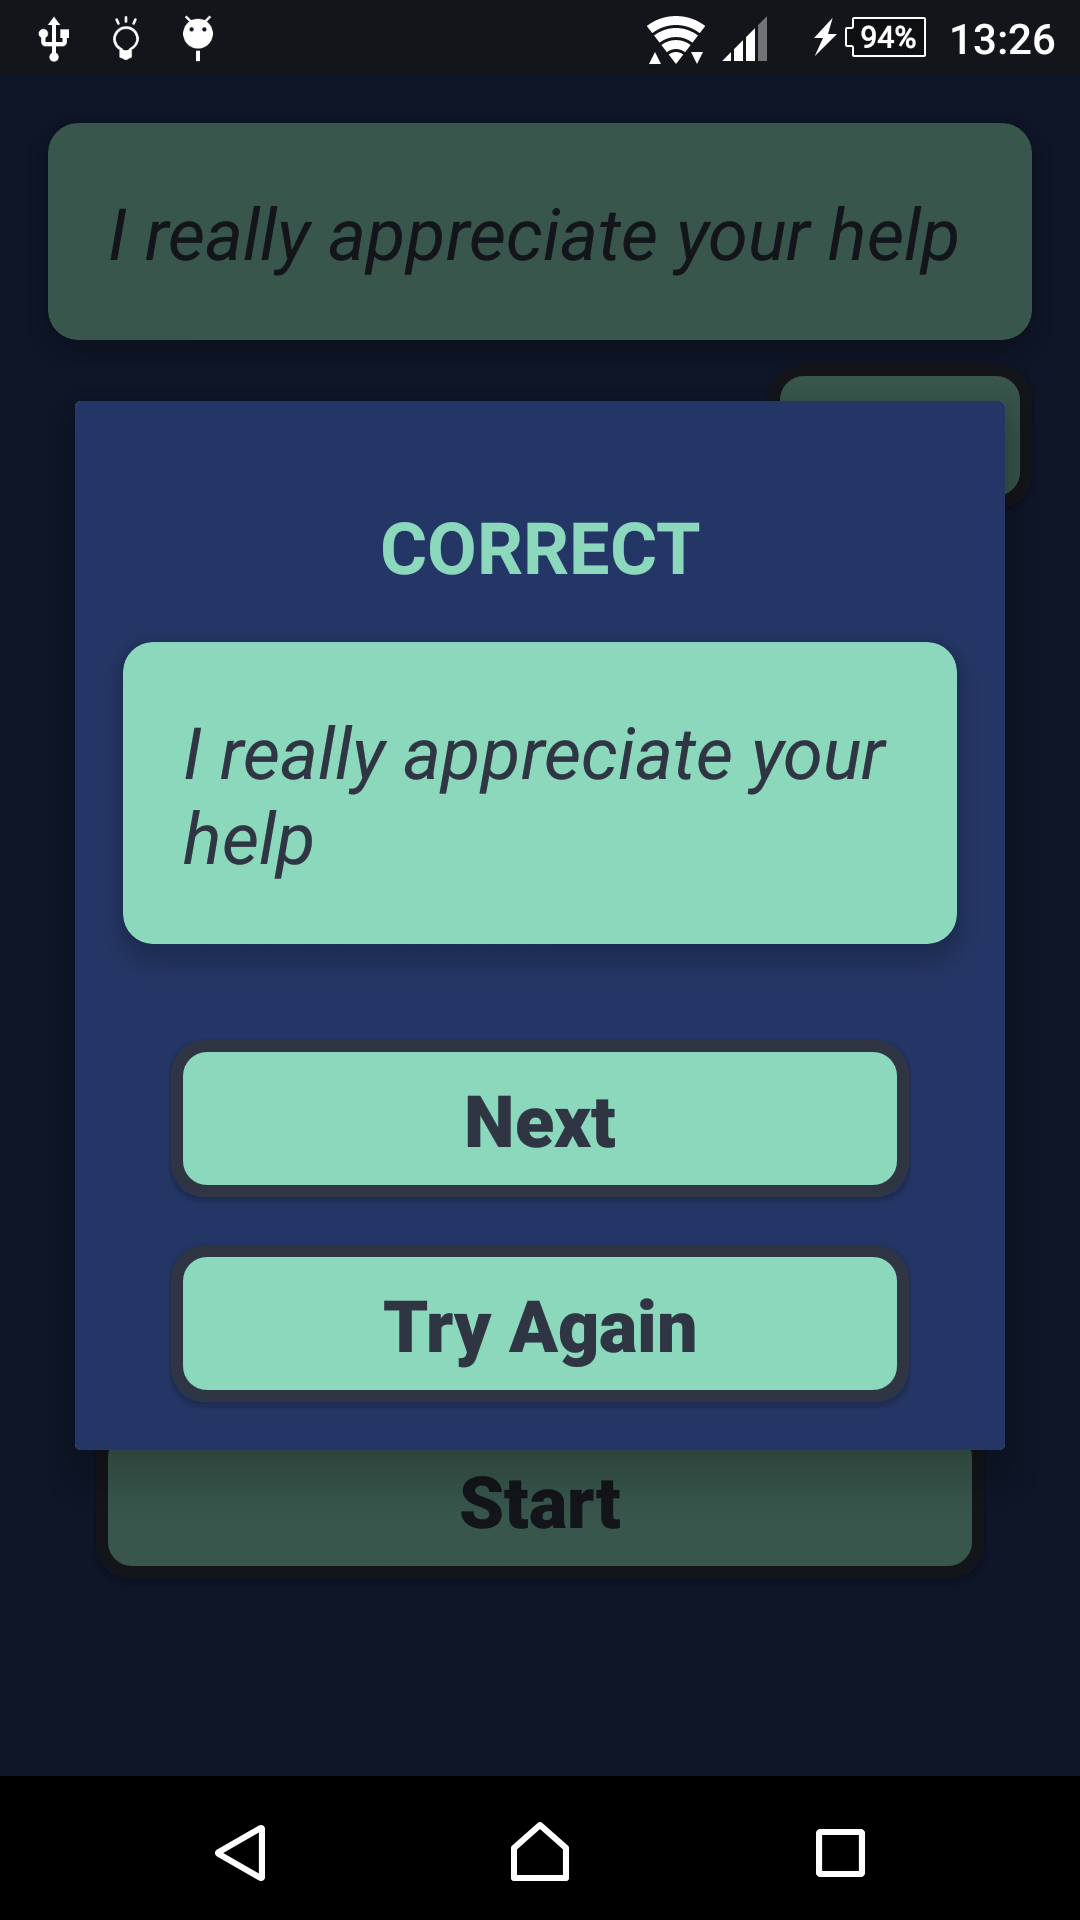 94% 13:26
I really appreciate your help
CORRECT
I really appreciate your
help
Next
Try Again
Start